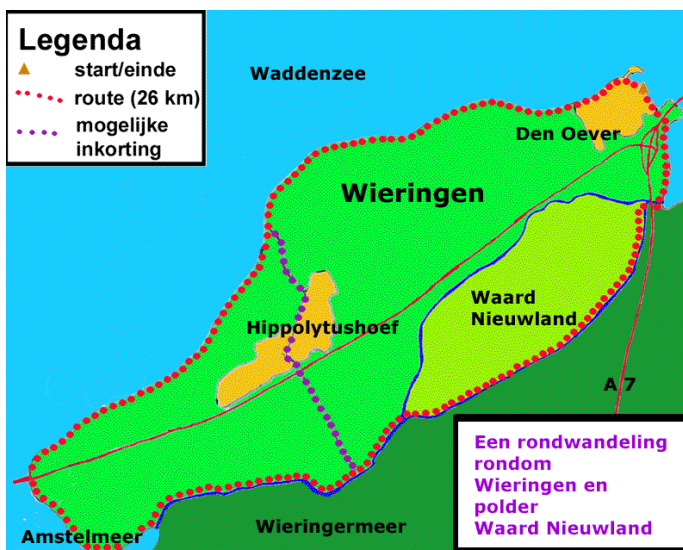 Legenda
start/einde
route (26 km)
mogelijke
inkorting
Waddenzee
Den Oever
Wieringen
Waard
Nieuwland
Hippolytushoef
A 7
Een rondwandeling
rondom
Wieringen en
polder
Waard Nieuwland
Wieringermeer
Amstelmeer